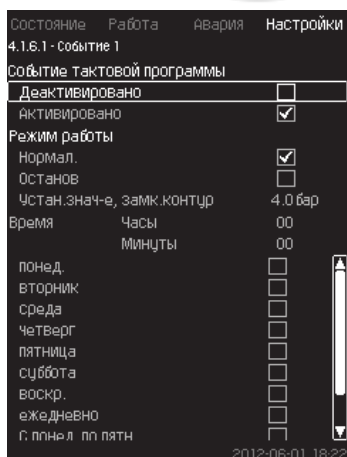 Состояние Работа Авария Настройки
4.1.6.1 - Событие 1
Событие тактовой программы
Деактивировано
Активировано
Режим работы
Нормал.
Останов
Устан.знач-е, замк.контур 4.0 бар
Время Часы 00
Минуты 00
понед.
вторник
среда
четверг
пятница
суббота
воскр.
ежедневно
С понед. по пятн
2012-06-01 18:22